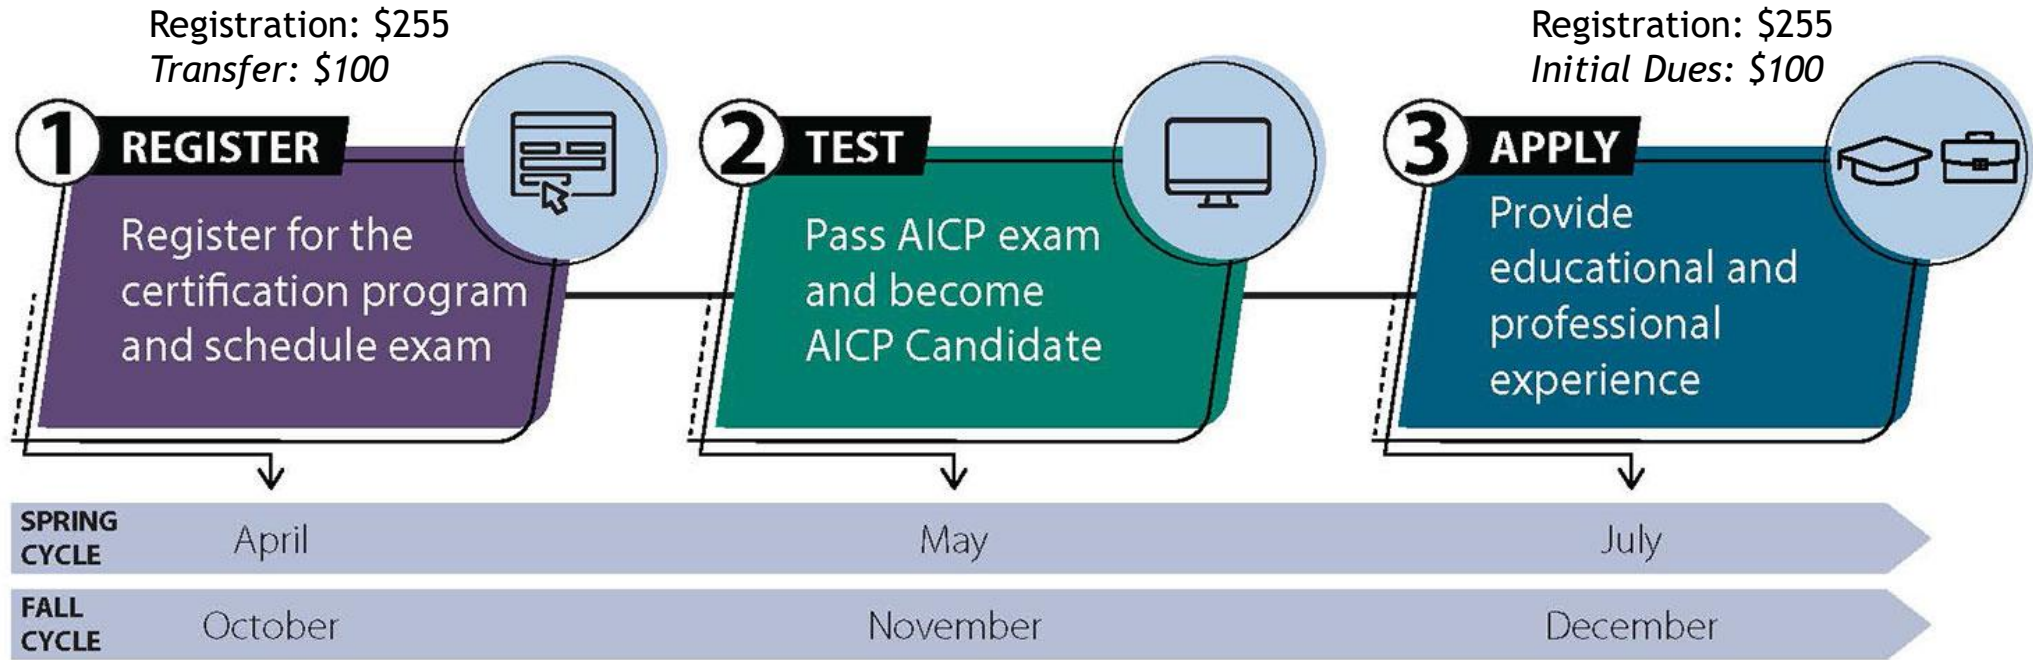 Registration: $255
Transfer: $100
Registration: $255
Initial Dues: $100
1 REGISTER
Register for the
certification program
and schedule exam
2 TEST
Pass AICP exam
and become
AICP Candidate
3 APPLY
Provide
educational and
professional
experience
SPRING
CYCLE
April
May
July
FALL
CYCLE
October
November
December